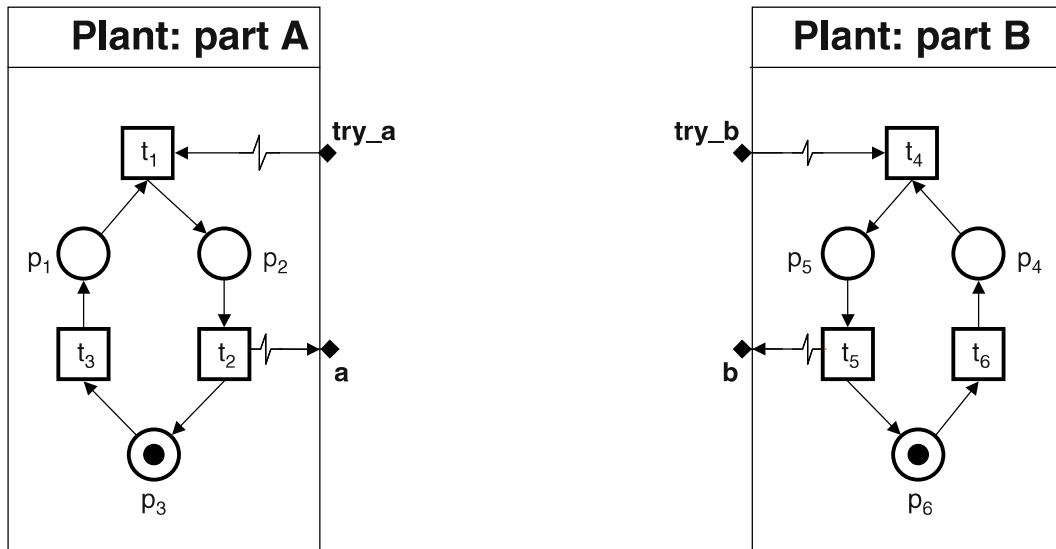 Plant: part A
try_a
t1
p1
p2
t3
t2
a
p3
Plant: part B
try_b
t4
p5
p4
b
t5
t6
p6